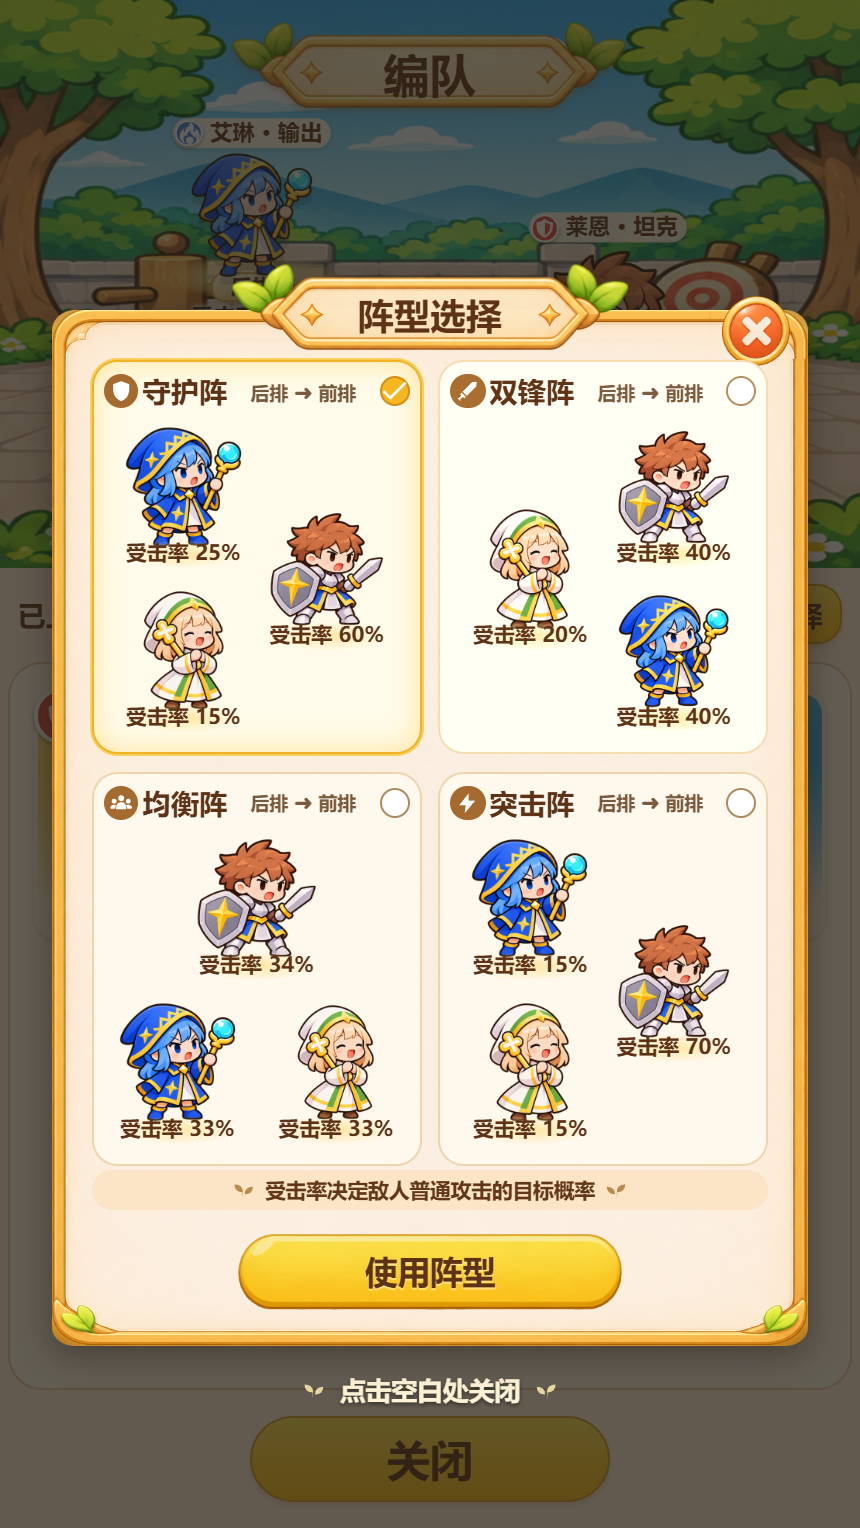 编队
艾琳·输出
莱恩·坦克
阵型选择
守护阵 后排 → 前排
受击率 25%
受击率 60%
受击率 15%
双锋阵 后排 → 前排
受击率 40%
受击率 20%
受击率 40%
均衡阵 后排 → 前排
受击率 34%
受击率 33%
受击率 33%
突击阵 后排 → 前排
受击率 15%
受击率 70%
受击率 15%
受击率决定敌人普通攻击的目标概率
使用阵型
点击空白处关闭
关闭